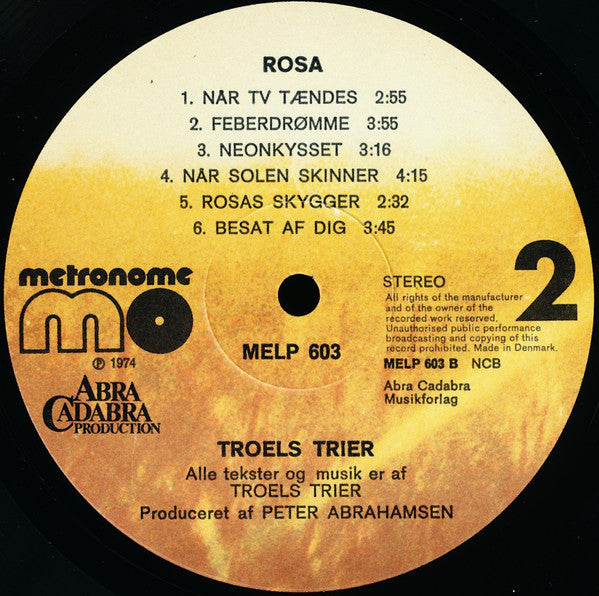 ROSA
1. NÅR TV TÆNDES 2:55
2. FEBERDRØMME 3:55
3. NEONKYSSET 3:16
4. NÅR SOLEN SKINNER 4:15
5. ROSAS SKYGGER 2:32
6. BESAT AF DIG 3:45
metronome
mo
℗ 1974
ABRA
CADABRA
PRODUCTION
MELP 603
STEREO
2
All rights of the manufacturer
and of the owner of the
recorded work reserved.
Unauthorised public performance
broadcasting and copying of this
record prohibited. Made in Denmark.
MELP 603 B NCB
Abra Cadabra
Musikforlag
TROELS TRIER
Alle tekster og musik er af
TROELS TRIER
Produceret af PETER ABRAHAMSEN